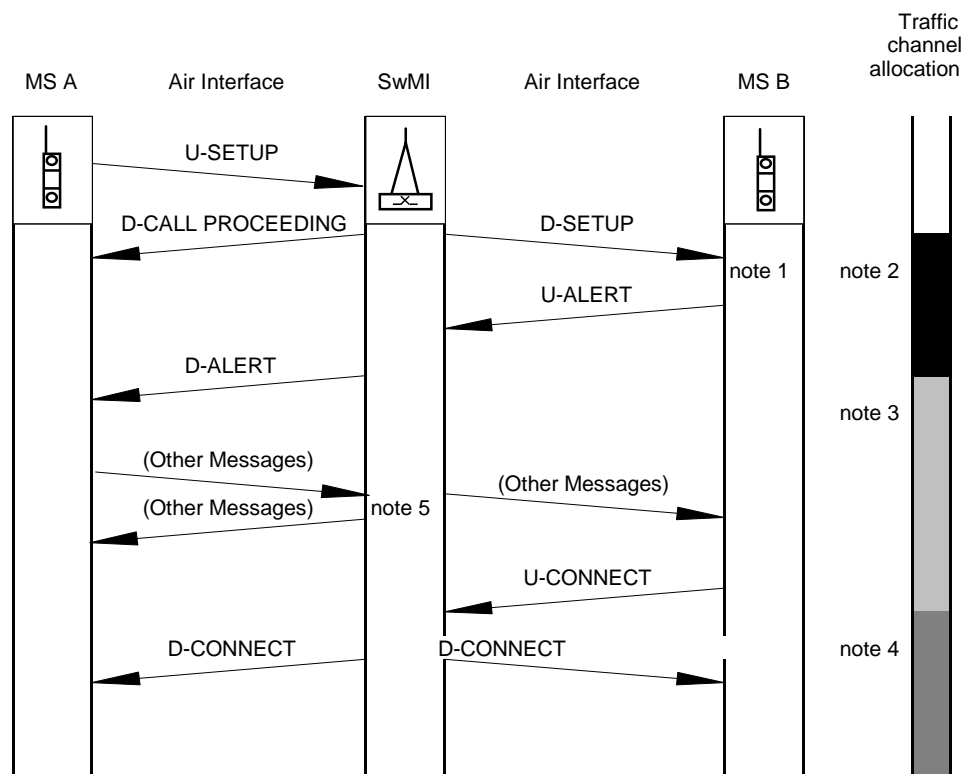 Traffic
channel
allocation
MS A Air Interface SwMI Air Interface MS B
U-SETUP
D-CALL PROCEEDING D-SETUP
note 1 note 2
U-ALERT
D-ALERT
note 3
(Other Messages)
(Other Messages)
(Other Messages) note 5
U-CONNECT
D-CONNECT D-CONNECT note 4